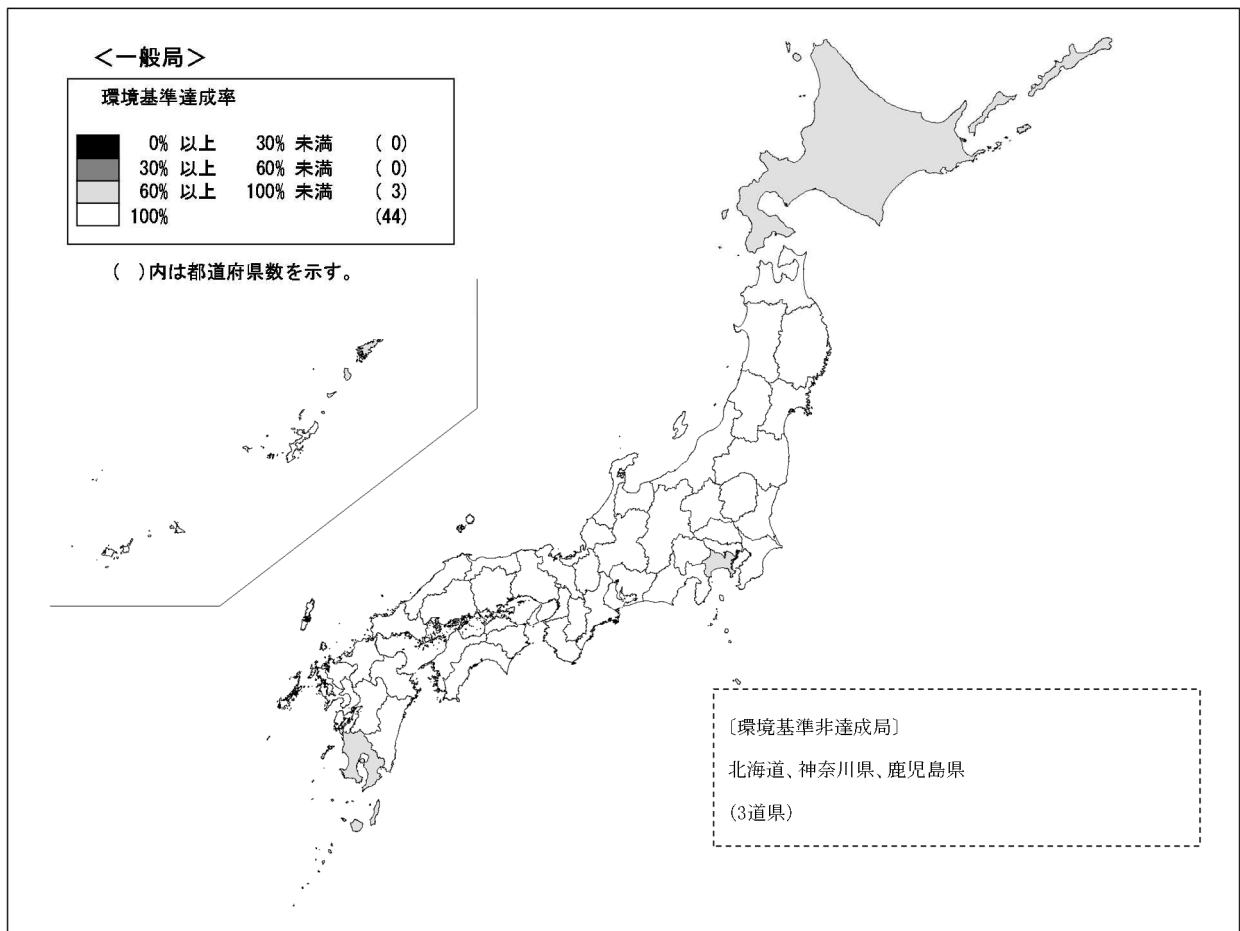 ＜一般局＞
環境基準達成率
0% 以上 30% 未満 ( 0)
30% 以上 60% 未満 ( 0)
60% 以上 100% 未満 ( 3)
100% (44)
( )内は都道府県数を示す。
〔環境基準非達成局〕
北海道、神奈川県、鹿児島県
(3道県)